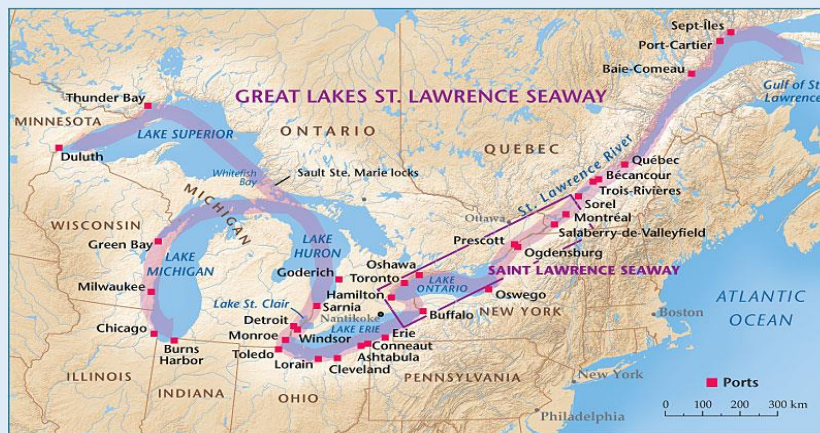 Sept-Îles
Port-Cartier
Baie-Comeau
Gulf of St.
Lawrence
Thunder Bay
GREAT LAKES ST. LAWRENCE SEAWAY
MINNESOTA
LAKE SUPERIOR
ONTARIO
QUEBEC
Duluth
Whitefish
Bay
Sault Ste. Marie locks
St. Lawrence River
Québec
Bécancour
Trois-Rivières
Sorel
Montréal
Salaberry-de-Valleyfield
MICHIGAN
Ottawa
WISCONSIN
Green Bay
LAKE
MICHIGAN
LAKE
HURON
Prescott
Ogdensburg
SAINT LAWRENCE SEAWAY
Goderich
Oshawa
Toronto
LAKE
ONTARIO
Milwaukee
Lake St. Clair
Hamilton
Sarnia
Nantikoke
Oswego
NEW YORK
Buffalo
Boston
ATLANTIC
OCEAN
Chicago
Burns
Harbor
Detroit
Monroe
Windsor
Toledo
LAKE ERIE
Erie
Conneaut
Ashtabula
Lorain
Cleveland
ILLINOIS
INDIANA
OHIO
PENNSYLVANIA
New York
Philadelphia
Ports
0 100 200 300 km